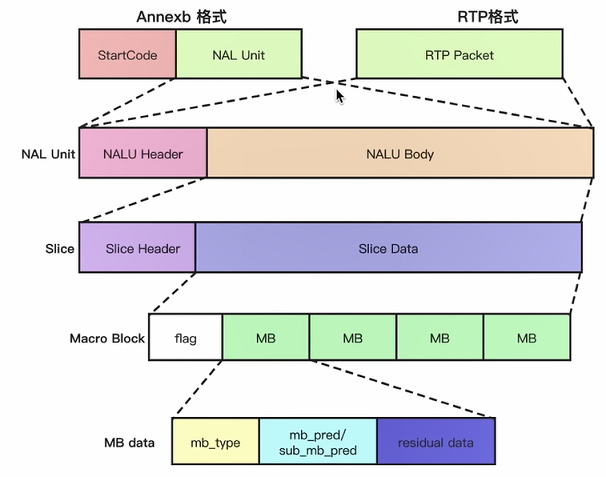 Annexb 格式
RTP格式
StartCode
NAL Unit
RTP Packet
NAL Unit
NALU Header
NALU Body
Slice
Slice Header
Slice Data
Macro Block
flag
MB
MB
MB
MB
MB data
mb_type
mb_pred/
sub_mb_pred
residual data